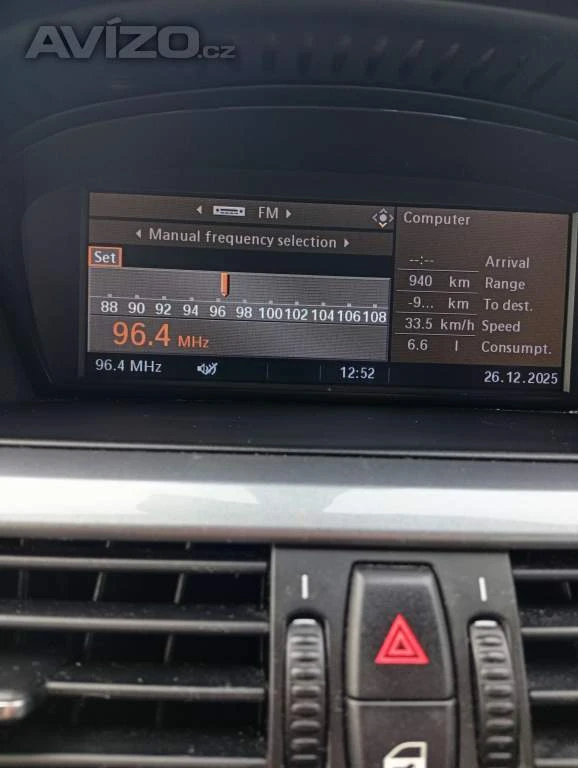 AVÍZO.cz
FM
Manual frequency selection
Set
88 90 92 94 96 98 100 102 104 106 108
96.4 MHz
96.4 MHz 12:52
Computer
--:-- Arrival
940 km Range
-9... km To dest.
33.5 km/h Speed
6.6 l Consumpt.
26.12.2025